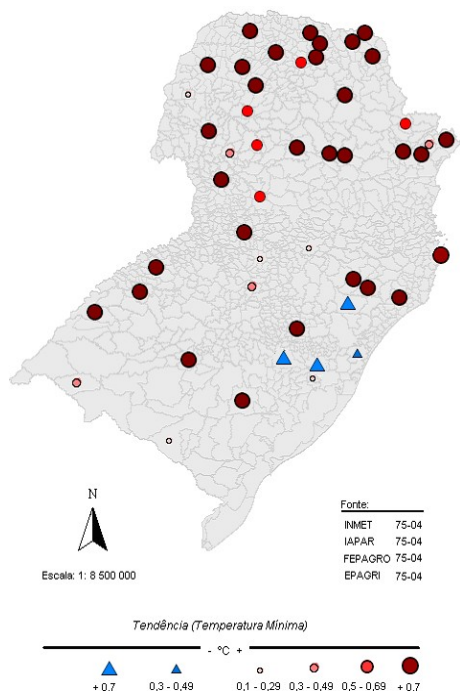 N
Escala: 1: 8 500 000
Fonte:
INMET 75-04
IAPAR 75-04
FEPAGRO 75-04
EPAGRI 75-04
Tendência (Temperatura Mínima)
- ºC +
+ 0.7 0,3 - 0,49 0,1 - 0,29 0,3 - 0,49 0,5 - 0,69 + 0.7